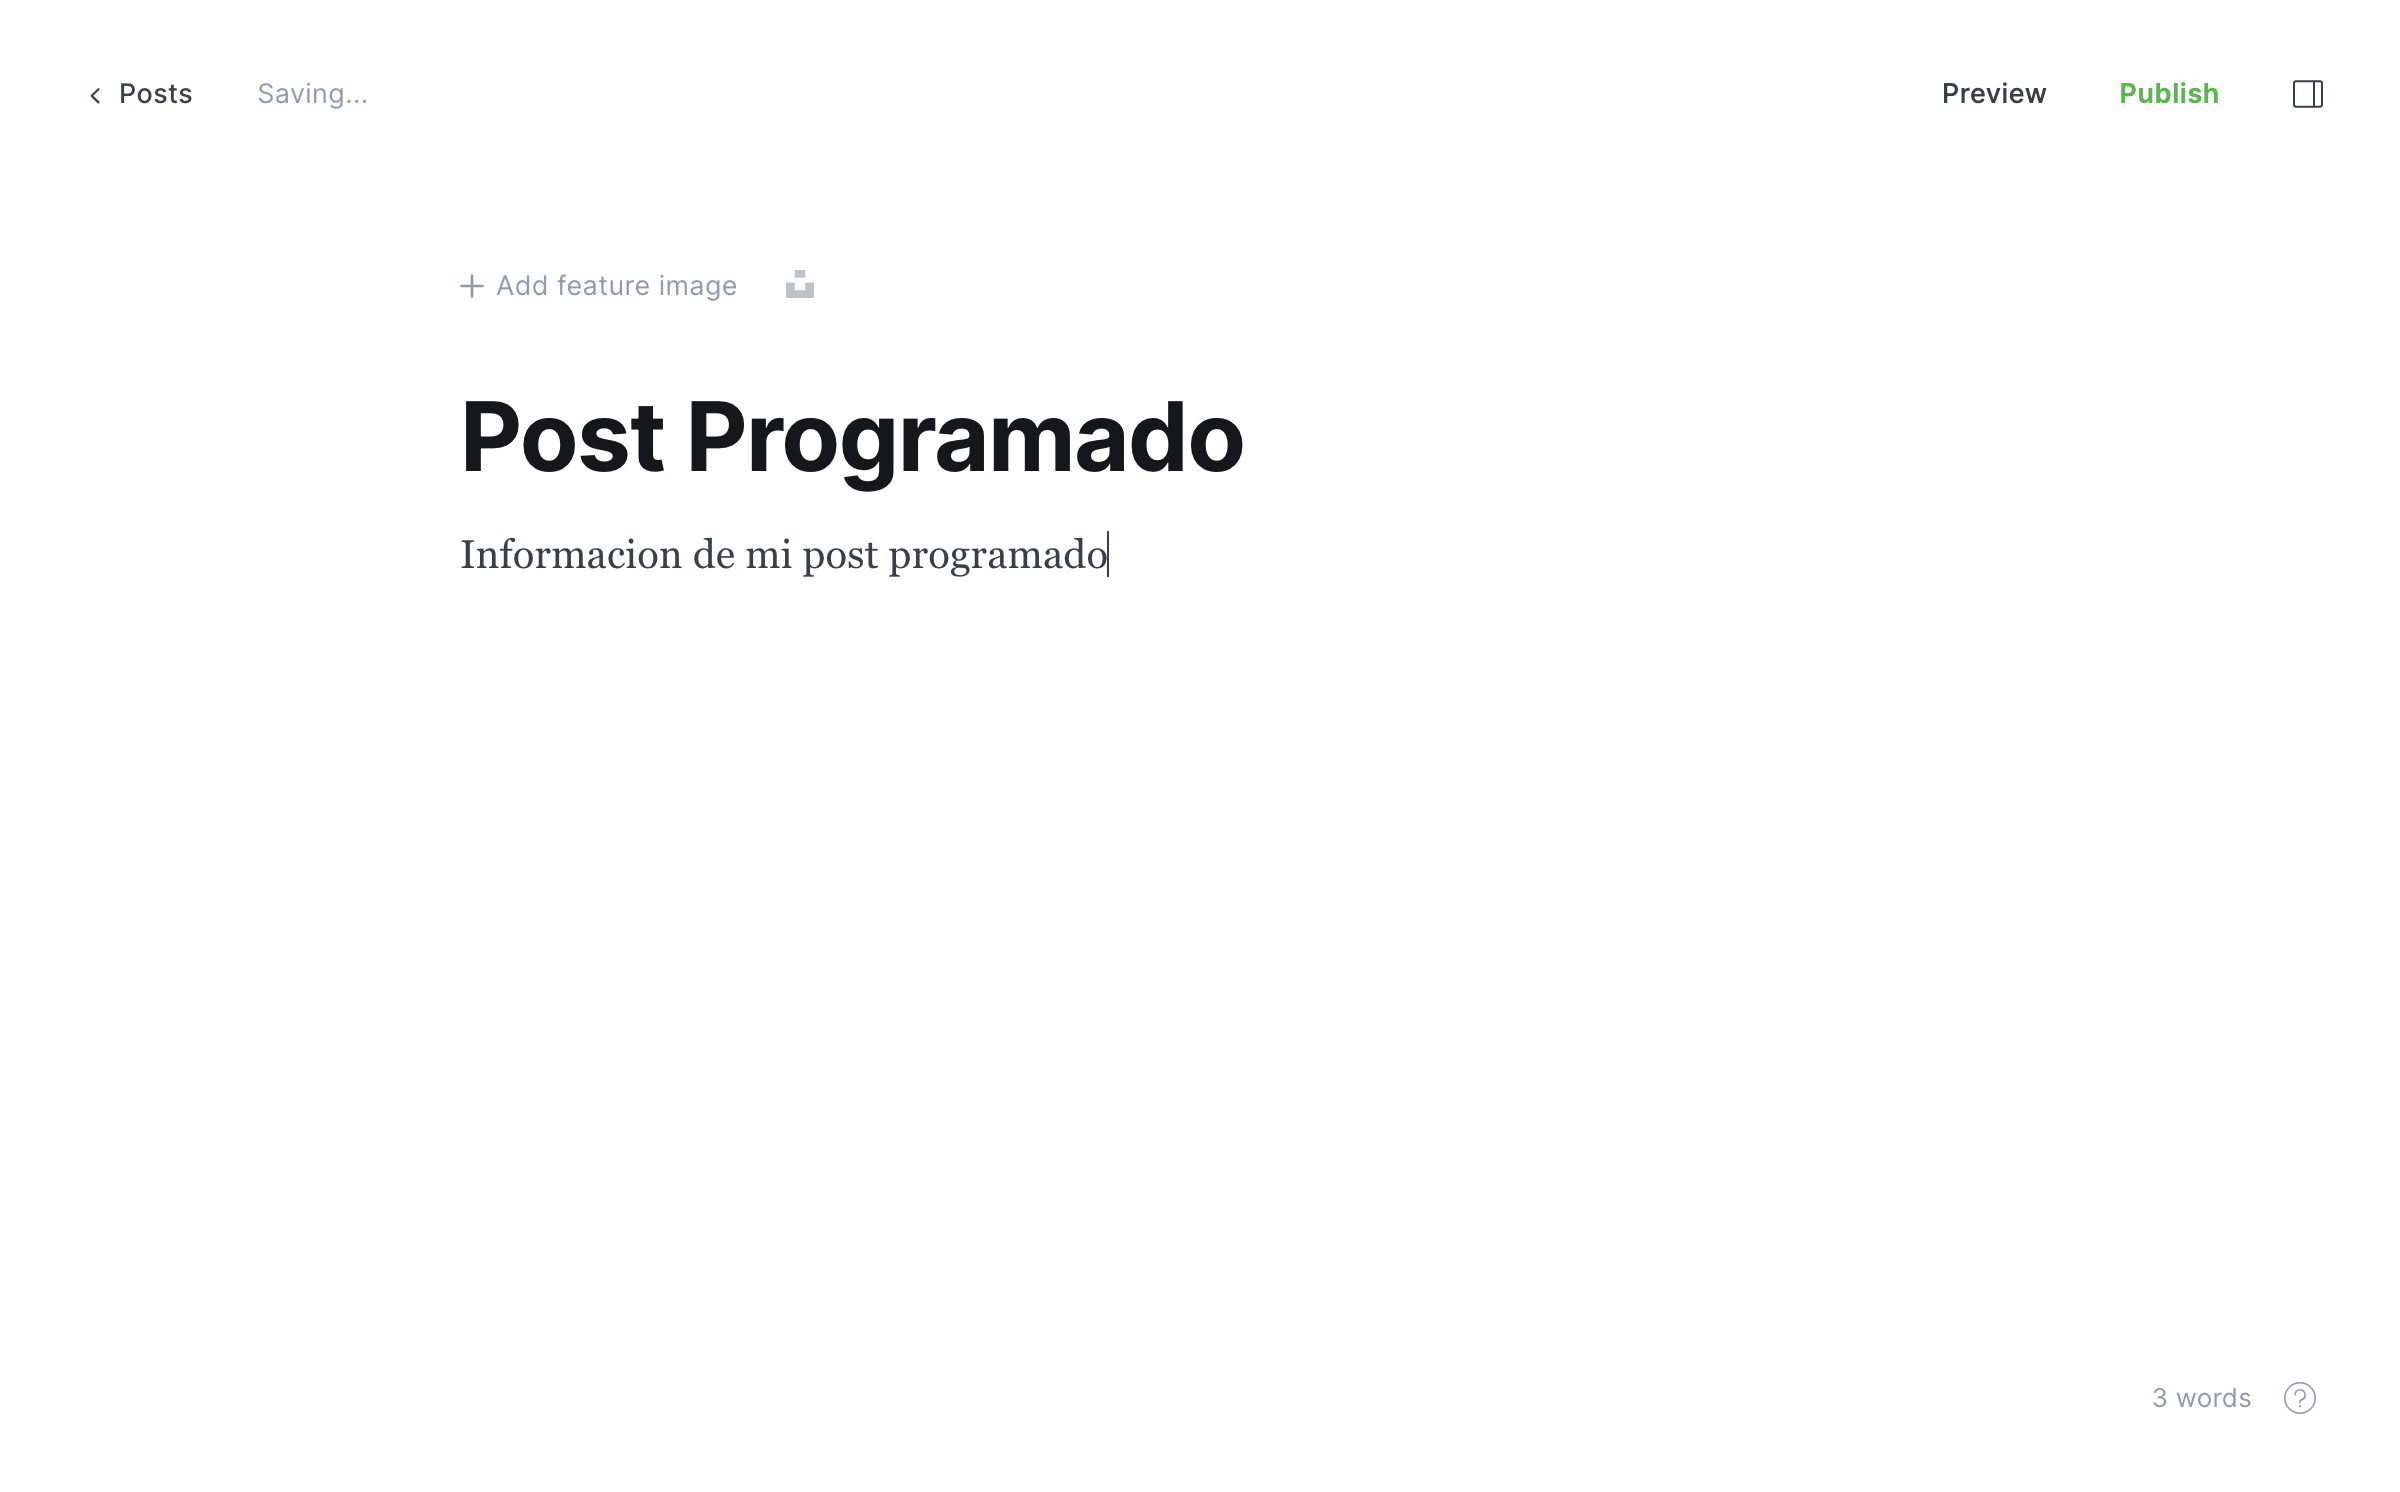 Posts
Saving...
Preview
Publish
Add feature image
Post Programado
Informacion de mi post programado
3 words
?